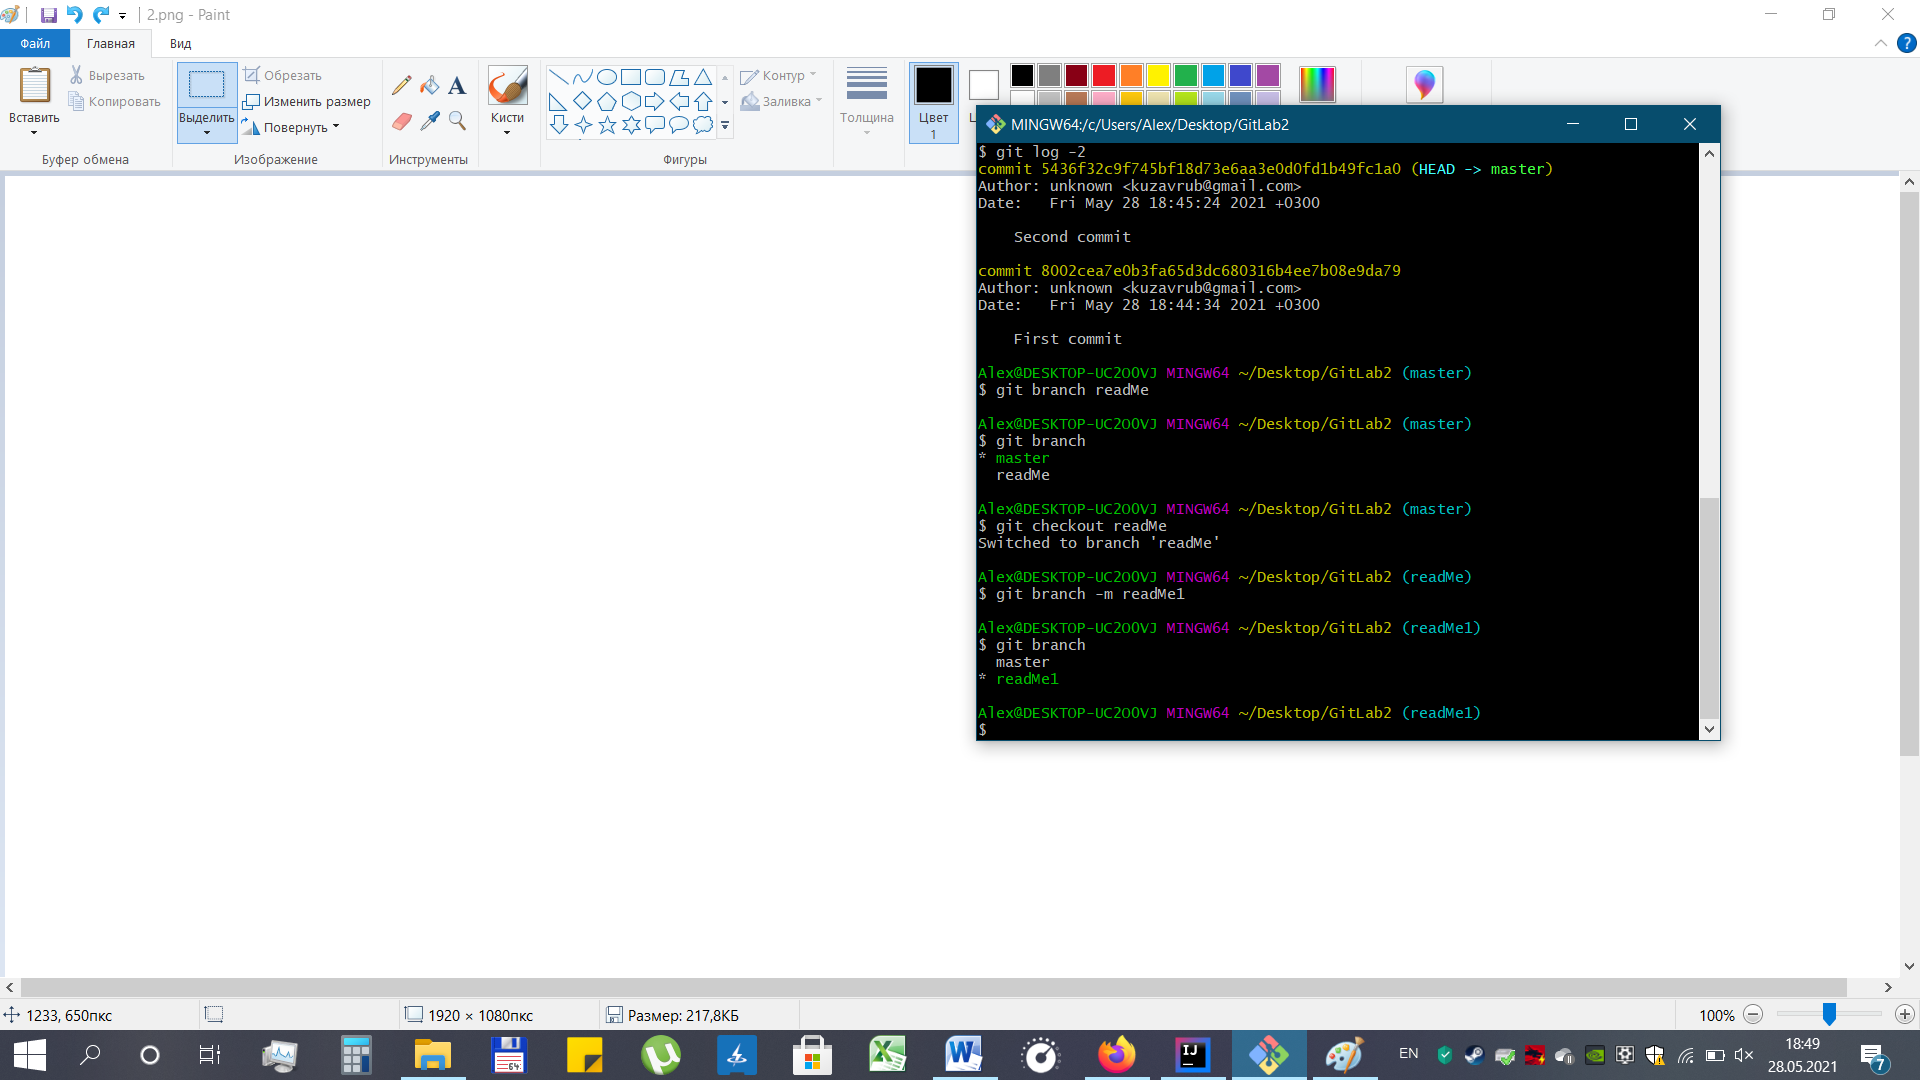 2.png - Paint
Файл
Главная
Вид
Вставить
Вырезать
Копировать
Буфер обмена
Выделить
Обрезать
Изменить размер
Повернуть
Изображение
A
Инструменты
Кисти
Фигуры
Контур
Заливка
Толщина
Цвет
1
MINGW64:/c/Users/Alex/Desktop/GitLab2
$ git log -2
commit 5436f32c9f745bf18d73e6aa3e0d0fd1b49fc1a0 (HEAD -> master)
Author: unknown <kuzavrub@gmail.com>
Date:   Fri May 28 18:45:24 2021 +0300
Second commit
commit 8002cea7e0b3fa65d3dc680316b4ee7b08e9da79
Author: unknown <kuzavrub@gmail.com>
Date:   Fri May 28 18:44:34 2021 +0300
First commit
Alex@DESKTOP-UC2OOVJ MINGW64 ~/Desktop/GitLab2 (master)
$ git branch readMe
Alex@DESKTOP-UC2OOVJ MINGW64 ~/Desktop/GitLab2 (master)
$ git branch
* master
readMe
Alex@DESKTOP-UC2OOVJ MINGW64 ~/Desktop/GitLab2 (master)
$ git checkout readMe
Switched to branch 'readMe'
Alex@DESKTOP-UC2OOVJ MINGW64 ~/Desktop/GitLab2 (readMe)
$ git branch -m readMe1
Alex@DESKTOP-UC2OOVJ MINGW64 ~/Desktop/GitLab2 (readMe1)
$ git branch
master
* readMe1
Alex@DESKTOP-UC2OOVJ MINGW64 ~/Desktop/GitLab2 (readMe1)
$
1233, 650пкс
1920 × 1080пкс
Размер: 217,8КБ
100%
EN
18:49
28.05.2021
7